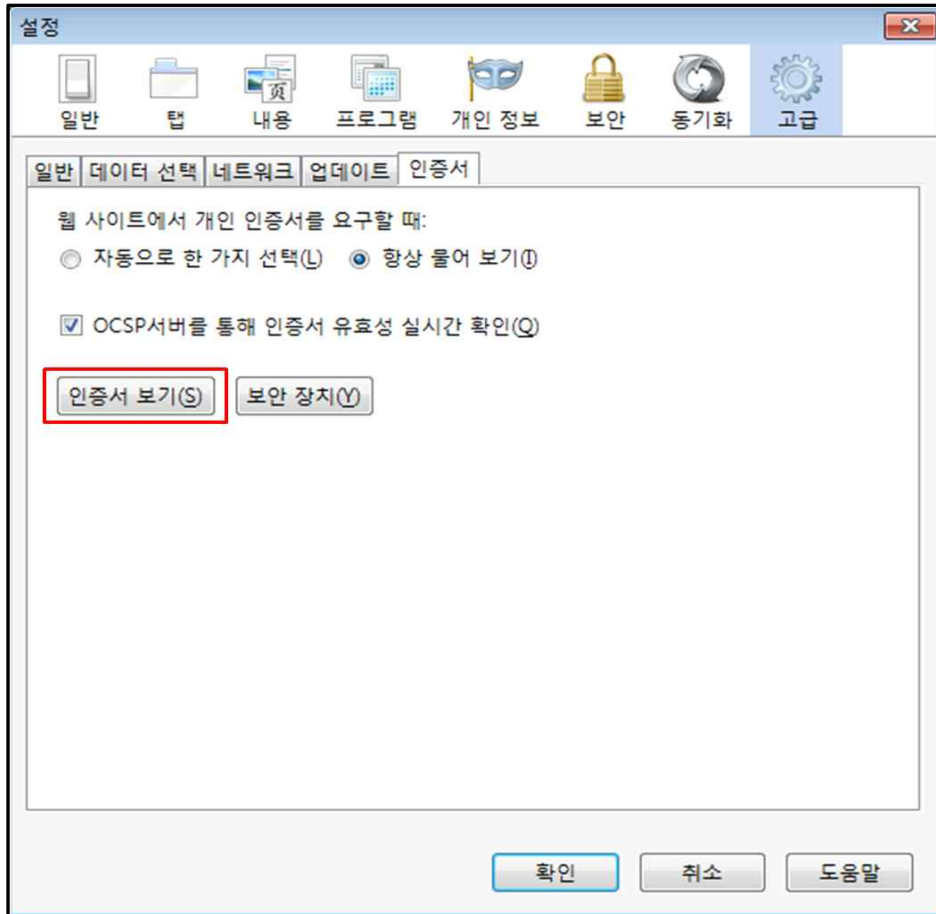 설정
일반 탭 내용 프로그램 개인 정보 보안 동기화 고급
일반 데이터 선택 네트워크 업데이트 인증서
웹 사이트에서 개인 인증서를 요구할 때:
자동으로 한 가지 선택(L) 항상 물어 보기(I)
OCSP서버를 통해 인증서 유효성 실시간 확인(Q)
인증서 보기(S) 보안 장치(Y)
확인 취소 도움말